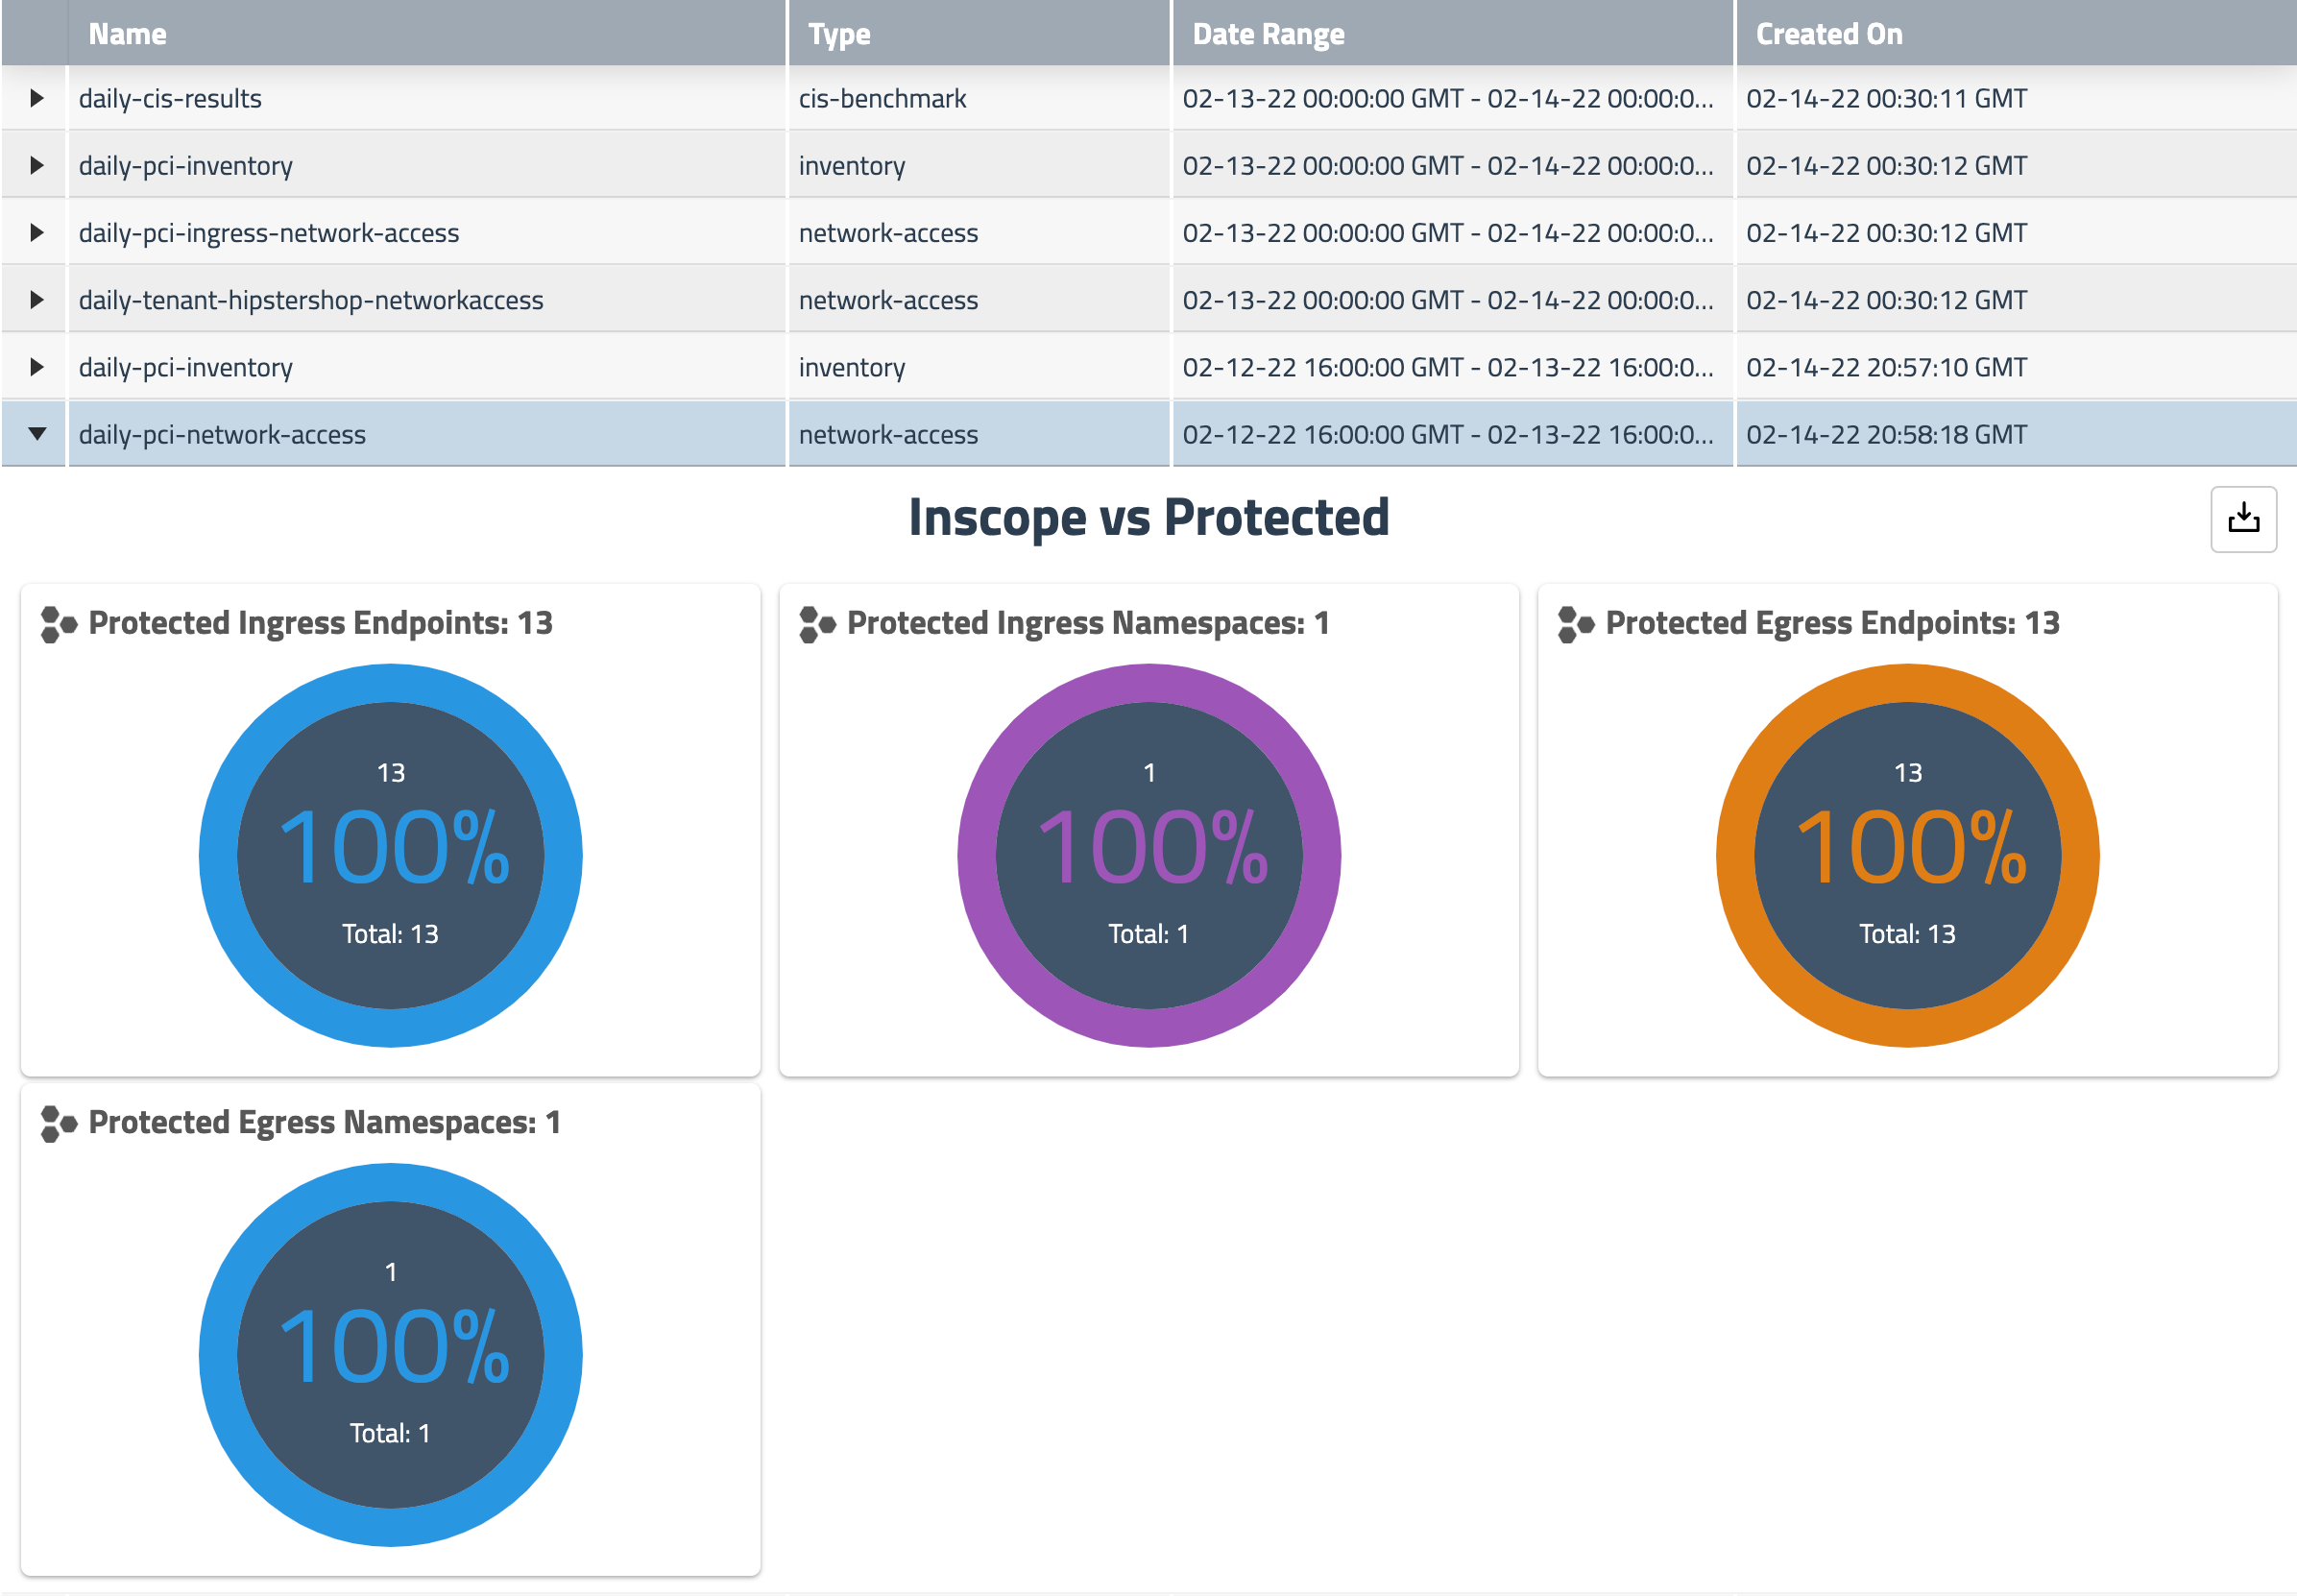 Name Type Date Range Created On
daily-cis-results cis-benchmark 02-13-22 00:00:00 GMT - 02-14-22 00:00:0... 02-14-22 00:30:11 GMT
daily-pci-inventory inventory 02-13-22 00:00:00 GMT - 02-14-22 00:00:0... 02-14-22 00:30:12 GMT
daily-pci-ingress-network-access network-access 02-13-22 00:00:00 GMT - 02-14-22 00:00:0... 02-14-22 00:30:12 GMT
daily-tenant-hipstershop-networkaccess network-access 02-13-22 00:00:00 GMT - 02-14-22 00:00:0... 02-14-22 00:30:12 GMT
daily-pci-inventory inventory 02-12-22 16:00:00 GMT - 02-13-22 16:00:0... 02-14-22 20:57:10 GMT
daily-pci-network-access network-access 02-12-22 16:00:00 GMT - 02-13-22 16:00:0... 02-14-22 20:58:18 GMT
Inscope vs Protected
Protected Ingress Endpoints: 13
13
100%
Total: 13
Protected Ingress Namespaces: 1
1
100%
Total: 1
Protected Egress Endpoints: 13
13
100%
Total: 13
Protected Egress Namespaces: 1
1
100%
Total: 1